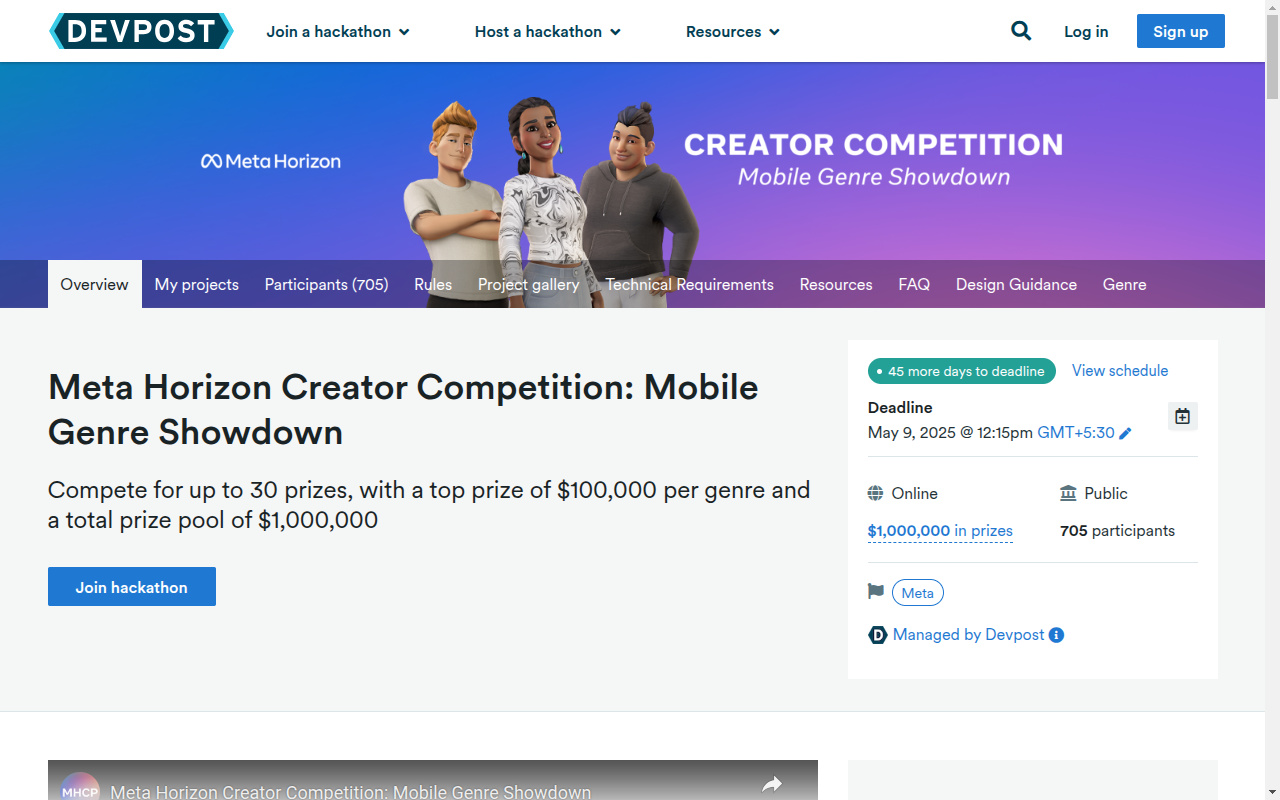 DEVPOST
Join a hackathon
Host a hackathon
Resources
Log in
Sign up
Meta Horizon
CREATOR COMPETITION
Mobile Genre Showdown
Overview
My projects
Participants (705)
Rules
Project gallery
Technical Requirements
Resources
FAQ
Design Guidance
Genre
Meta Horizon Creator Competition: Mobile
Genre Showdown
Compete for up to 30 prizes, with a top prize of $100,000 per genre and
a total prize pool of $1,000,000
Join hackathon
45 more days to deadline
View schedule
Deadline
May 9, 2025 @ 12:15pm GMT+5:30
Online
Public
$1,000,000 in prizes
705 participants
Meta
D Managed by Devpost
MHCP
Meta Horizon Creator Competition: Mobile Genre Showdown